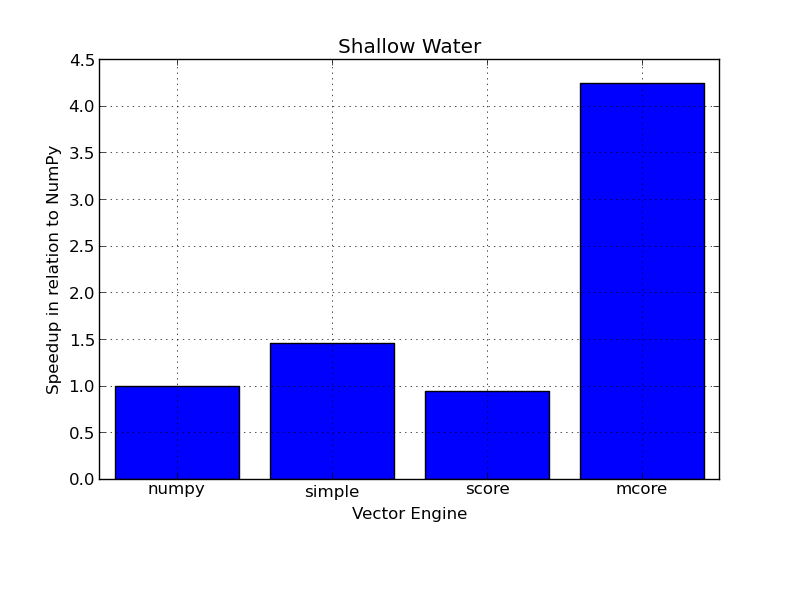 Shallow Water
Speedup in relation to NumPy
4.5
4.0
3.5
3.0
2.5
2.0
1.5
1.0
0.5
0.0
numpy simple score mcore
Vector Engine